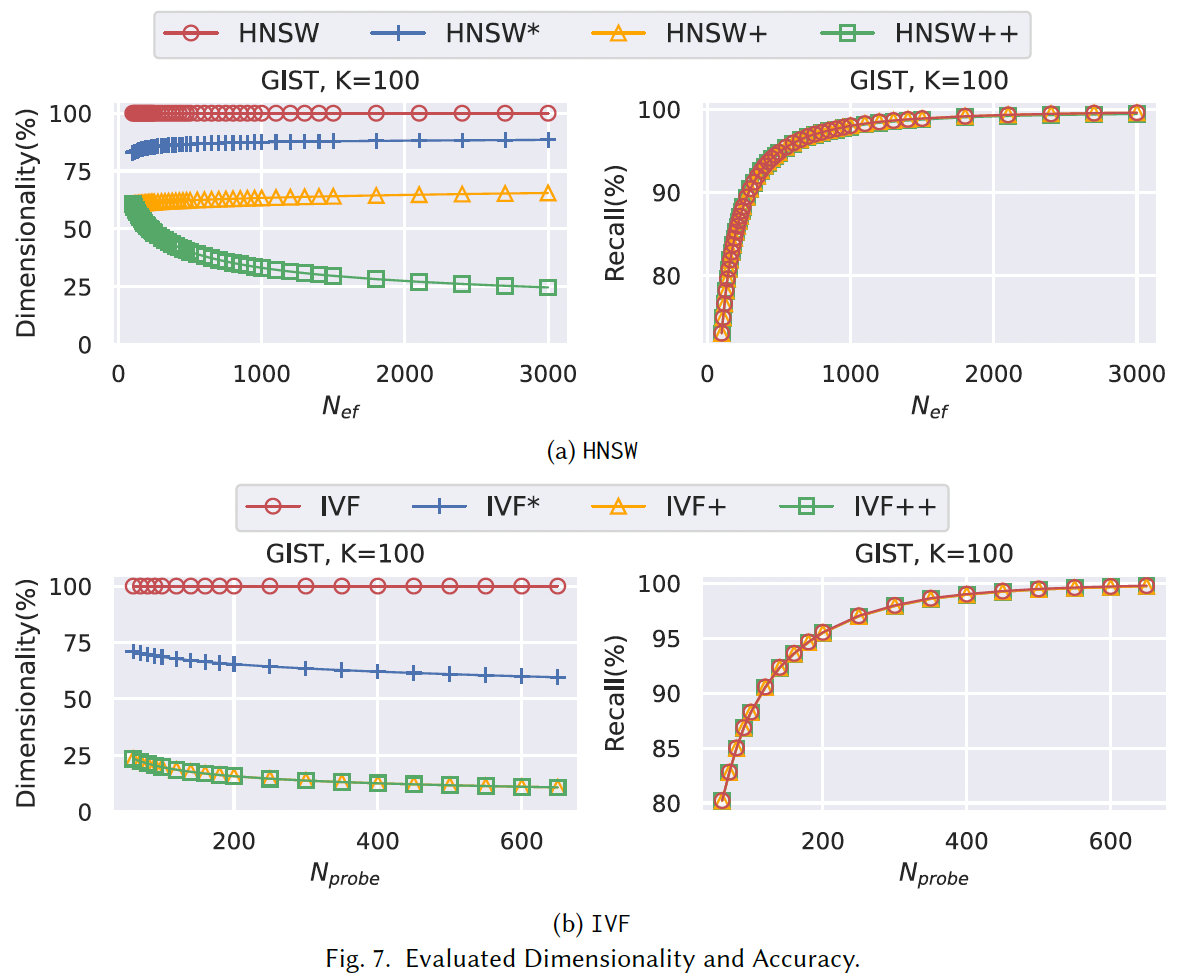 HNSW HNSW* HNSW+ HNSW++
GIST, K=100
100
75
50
25
0
Dimensionality(%)
0 1000 2000 3000
N_ef
GIST, K=100
100
90
80
Recall(%)
0 1000 2000 3000
N_ef
(a) HNSW
IVF IVF* IVF+ IVF++
GIST, K=100
100
75
50
25
0
Dimensionality(%)
200 400 600
N_probe
GIST, K=100
100
95
90
85
80
Recall(%)
200 400 600
N_probe
(b) IVF
Fig. 7. Evaluated Dimensionality and Accuracy.